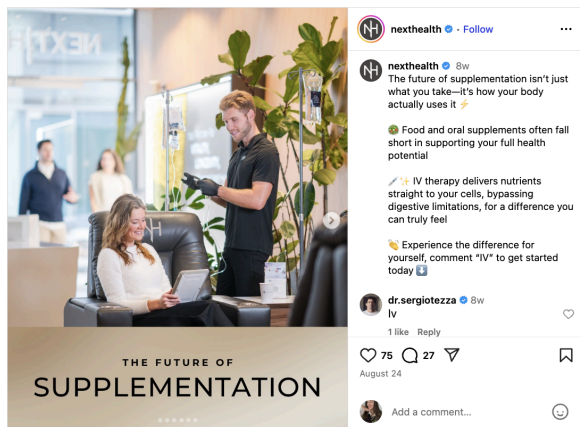 NEXT|H
NH
THE FUTURE OF
SUPPLEMENTATION
nexthealth • Follow
nexthealth 8w
The future of supplementation isn't just
what you take—it's how your body
actually uses it ⚡
🥗 Food and oral supplements often fall
short in supporting your full health
potential
💉✨ IV therapy delivers nutrients
straight to your cells, bypassing
digestive limitations, for a difference you
can truly feel
👏 Experience the difference for
yourself, comment "IV" to get started
today ⬇️
dr.sergiotezza 8w
Iv
1 like Reply
75 27
August 24
Add a comment...